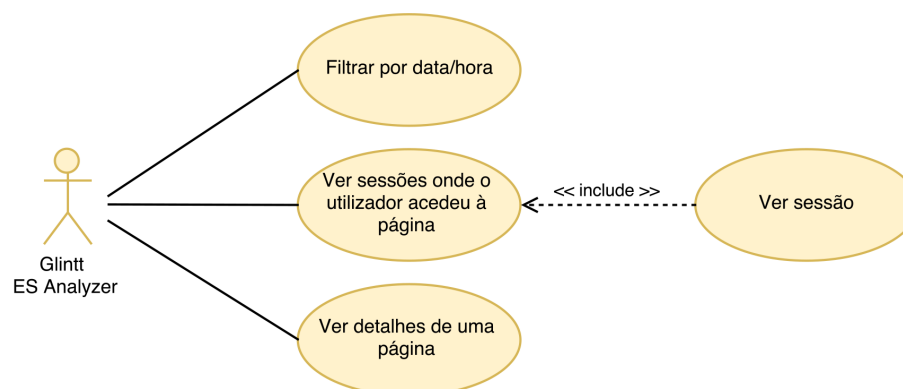 Filtrar por data/hora
Ver sessões onde o
utilizador acedeu à
página
<< include >>
Ver sessão
Glintt
ES Analyzer
Ver detalhes de uma
página